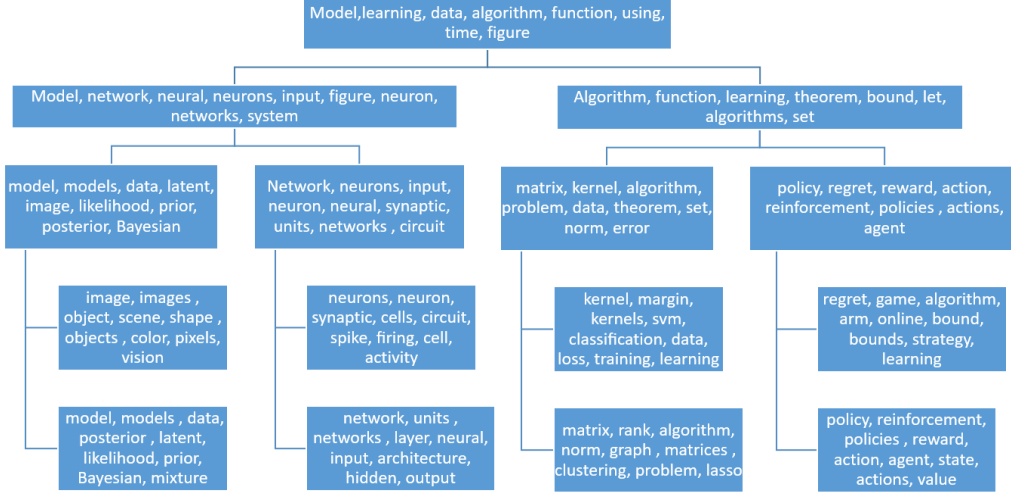 Model,learning, data, algorithm, function, using,
time, figure
Model, network, neural, neurons, input, figure, neuron,
networks, system
Algorithm, function, learning, theorem, bound, let,
algorithms, set
model, models, data, latent,
image, likelihood, prior,
posterior, Bayesian
Network, neurons, input,
neuron, neural, synaptic,
units, networks , circuit
matrix, kernel, algorithm,
problem, data, theorem, set,
norm, error
policy, regret, reward, action,
reinforcement, policies , actions,
agent
image, images ,
object, scene, shape ,
objects , color, pixels,
vision
neurons, neuron,
synaptic, cells, circuit,
spike, firing, cell,
activity
kernel, margin,
kernels, svm,
classification, data,
loss, training, learning
regret, game, algorithm,
arm, online, bound,
bounds, strategy,
learning
model, models , data,
posterior , latent,
likelihood, prior,
Bayesian, mixture
network, units ,
networks , layer, neural,
input, architecture,
hidden, output
matrix, rank, algorithm,
norm, graph , matrices ,
clustering, problem, lasso
policy, reinforcement,
policies , reward,
action, agent, state,
actions, value